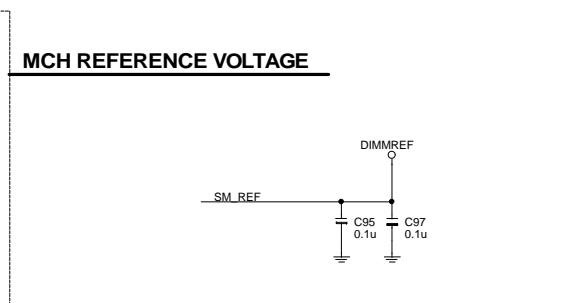 MCH REFERENCE VOLTAGE
DIMMREF
SM_REF
C95
0.1u
C97
0.1u